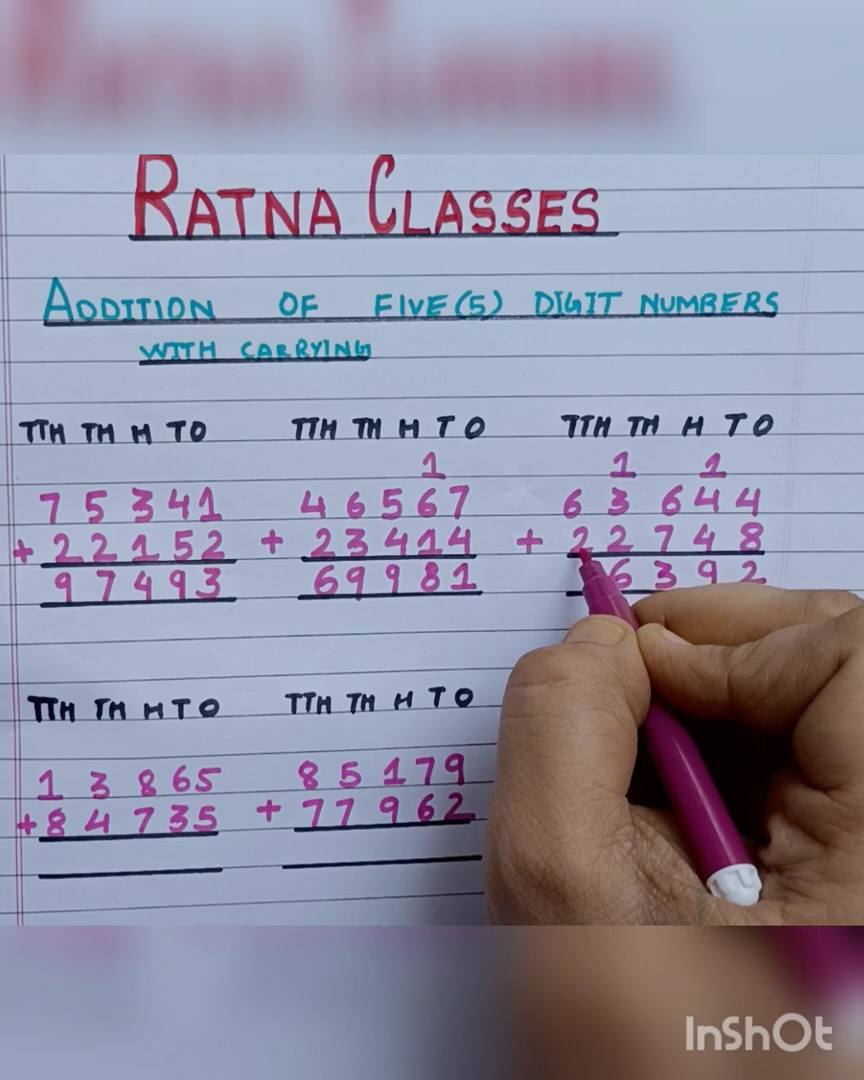 RATNA CLASSES
ADDITION OF FIVE(5) DIGIT NUMBERS
WITH CARRYING
TTH TH H T O
7 5 3 4 1
+ 2 2 1 5 2
9 7 4 9 3
TTH TH H T O
1
4 6 5 6 7
+ 2 3 4 1 4
6 9 9 8 1
TTH TH H T O
1 1
6 3 6 4 4
+ 2 2 7 4 8
6 3 9 2
TTH TH H T O
1 3 8 6 5
+ 8 4 7 3 5
TTH TH H T O
8 5 1 7 9
+ 7 7 9 6 2
InShOt